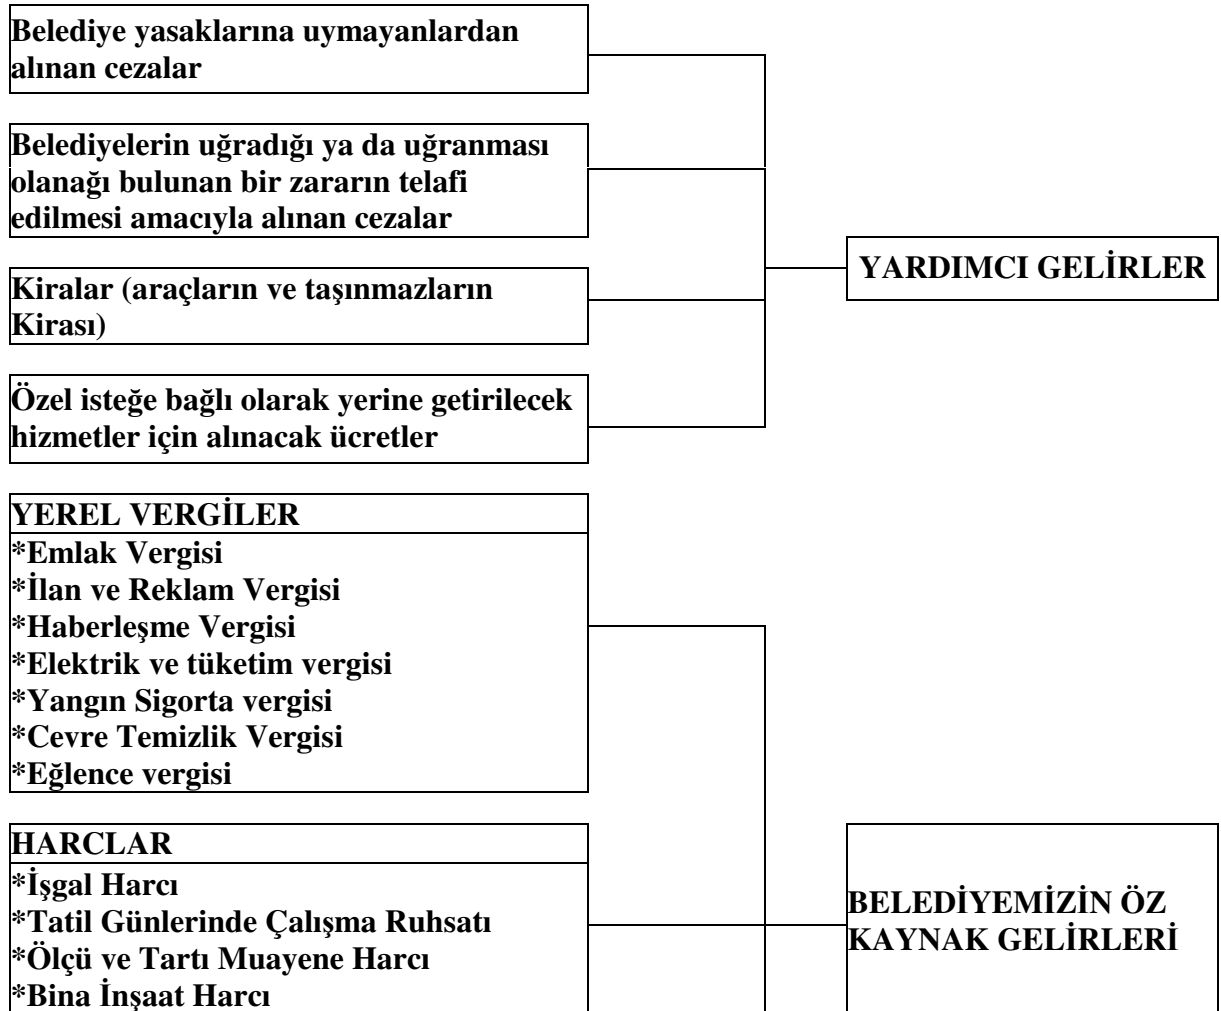 Belediye yasaklarına uymayanlardan
alınan cezalar
Belediyelerin uğradığı ya da uğranması
olanağı bulunan bir zararın telafi
edilmesi amacıyla alınan cezalar
YARDIMCI GELİRLER
Kiralar (araçların ve taşınmazların
Kirası)
Özel isteğe bağlı olarak yerine getirilecek
hizmetler için alınacak ücretler
YEREL VERGİLER
*Emlak Vergisi
*İlan ve Reklam Vergisi
*Haberleşme Vergisi
*Elektrik ve tüketim vergisi
*Yangın Sigorta vergisi
*Cevre Temizlik Vergisi
*Eğlence vergisi
HARCLAR
*İşgal Harcı
*Tatil Günlerinde Çalışma Ruhsatı
*Ölçü ve Tartı Muayene Harcı
*Bina İnşaat Harcı
BELEDİYEMİZİN ÖZ
KAYNAK GELİRLERİ